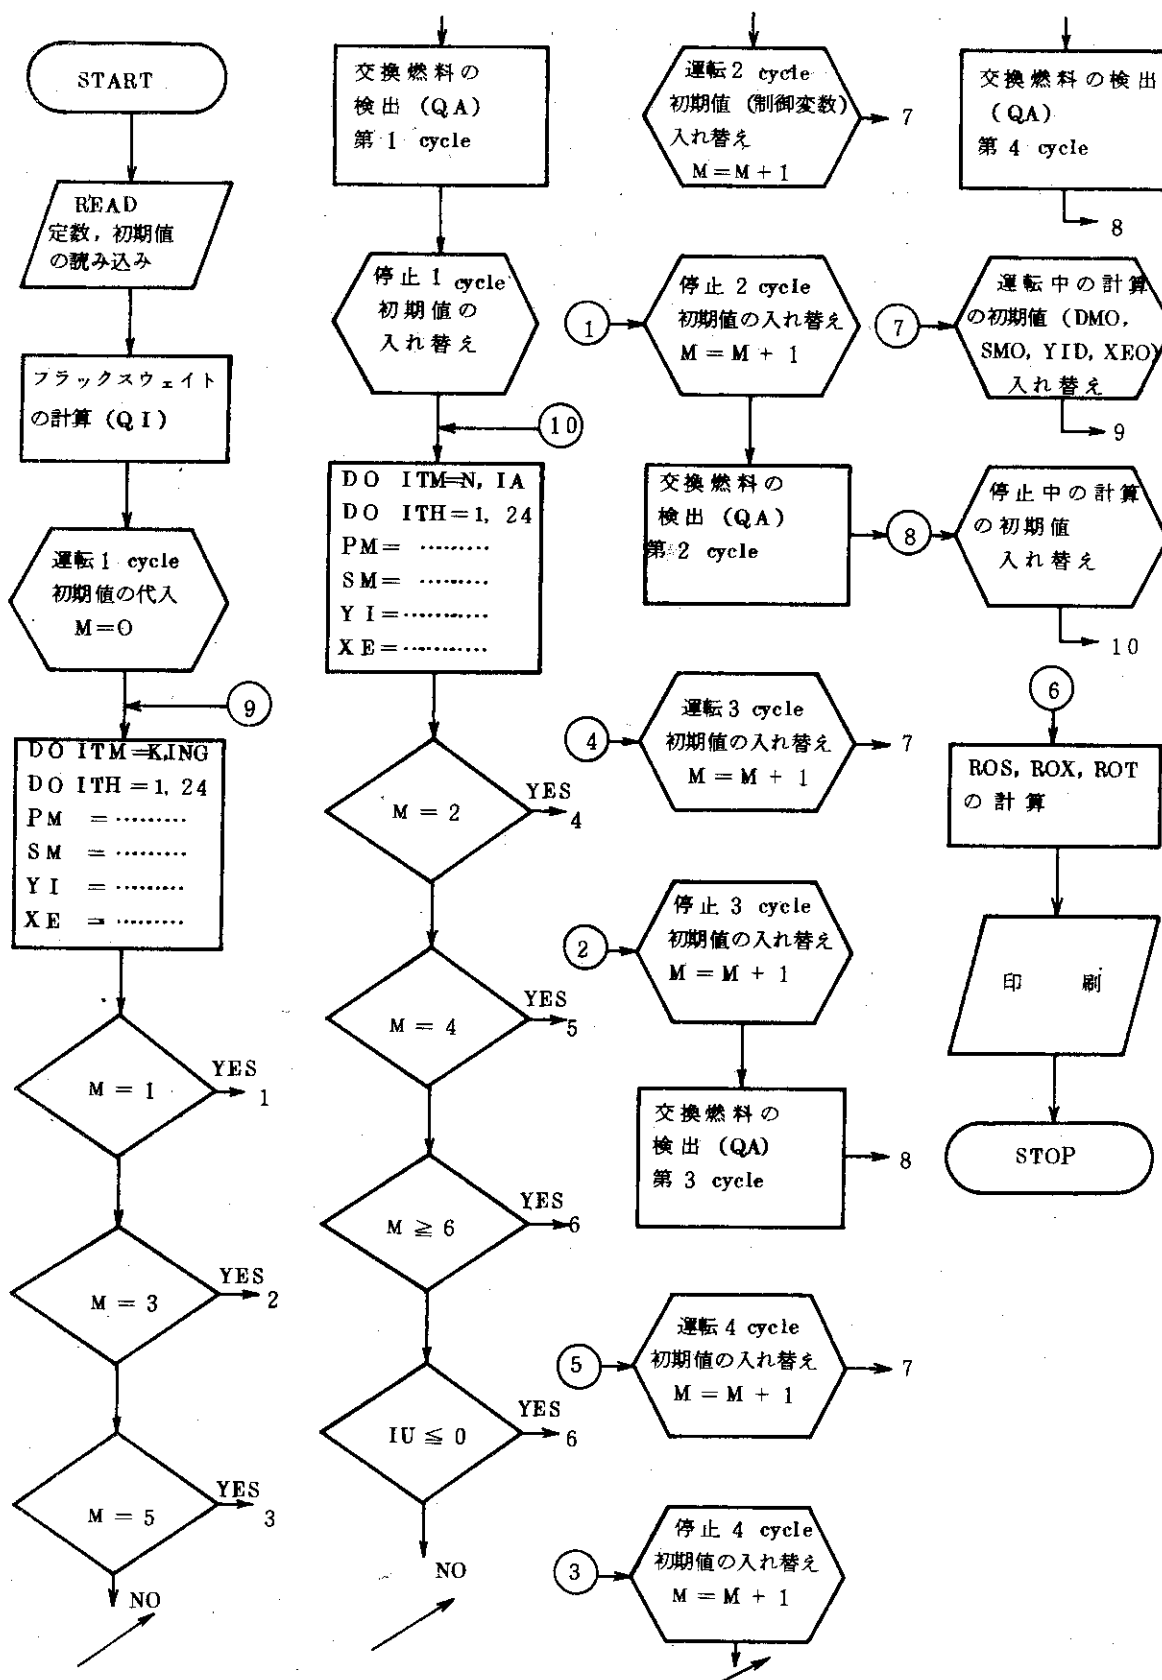 START
READ
定数，初期値
の読み込み
フラックスウェイト
の計算 (QI)
運転1 cycle
初期値の代入
M=O
9
DO ITM=K,ING
DO ITH=1, 24
PM = ………
SM = ………
YI = ………
XE = ………
M = 1
YES
1
M = 3
YES
2
M = 5
YES
3
NO
交換燃料の
検出 (QA)
第1 cycle
停止1 cycle
初期値の
入れ替え
10
DO ITM=N, IA
DO ITH=1, 24
PM= ………
SM= ………
YI= ………
XE= ………
M = 2
YES
4
M = 4
YES
5
M ≧ 6
YES
6
IU ≦ 0
YES
6
NO
運転2 cycle
初期値 (制御変数)
入れ替え
M=M+1
7
1
停止2 cycle
初期値の入れ替え
M=M+1
交換燃料の
検出 (QA)
第2 cycle
4
運転3 cycle
初期値の入れ替え
M=M+1
7
2
停止3 cycle
初期値の入れ替え
M=M+1
交換燃料の
検出 (QA)
第3 cycle
8
5
運転4 cycle
初期値の入れ替え
M=M+1
7
3
停止4 cycle
初期値の入れ替え
M=M+1
交換燃料の検出
(QA)
第4 cycle
8
7
運転中の計算
の初期値 (DMO,
SMO, YID, XEO)
入れ替え
9
8
停止中の計算
の初期値
入れ替え
10
6
ROS, ROX, ROT
の計算
印 刷
STOP